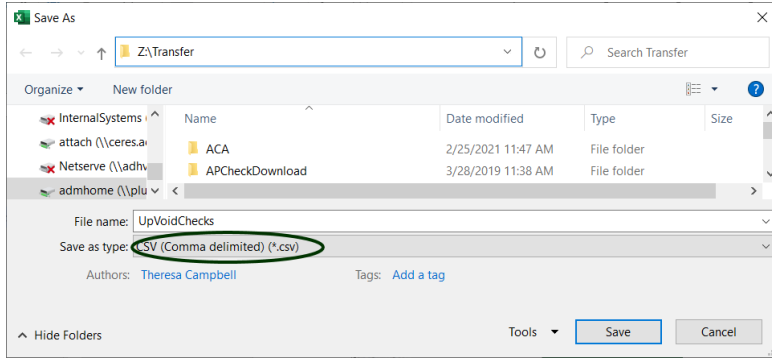 Save As
Z:\Transfer
Search Transfer
Organize
New folder
?
Name
Date modified
Type
Size
InternalSystems
attach (\\ceres.a
ACA
2/25/2021 11:47 AM
File folder
Netserve (\\adhv
APCheckDownload
3/28/2019 11:38 AM
File folder
admhome (\\plu
File name: UpVoidChecks
Save as type: CSV (Comma delimited) (*.csv)
Authors: Theresa Campbell
Tags: Add a tag
Hide Folders
Tools
Save
Cancel